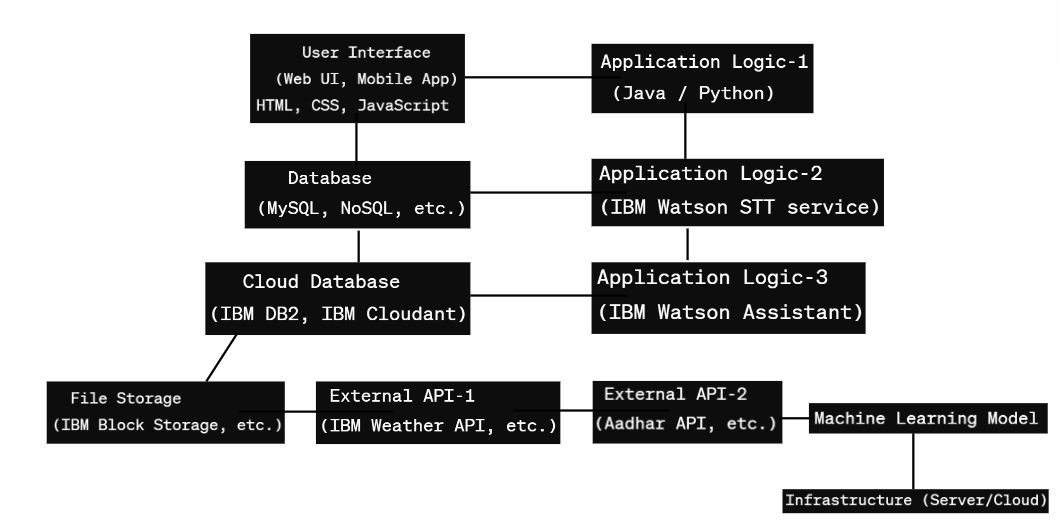 User Interface
(Web UI, Mobile App)
HTML, CSS, JavaScript
Application Logic-1
(Java / Python)
Database
(MySQL, NoSQL, etc.)
Application Logic-2
(IBM Watson STT service)
Cloud Database
(IBM DB2, IBM Cloudant)
Application Logic-3
(IBM Watson Assistant)
File Storage
(IBM Block Storage, etc.)
External API-1
(IBM Weather API, etc.)
External API-2
(Aadhar API, etc.)
Machine Learning Model
Infrastructure (Server/Cloud)